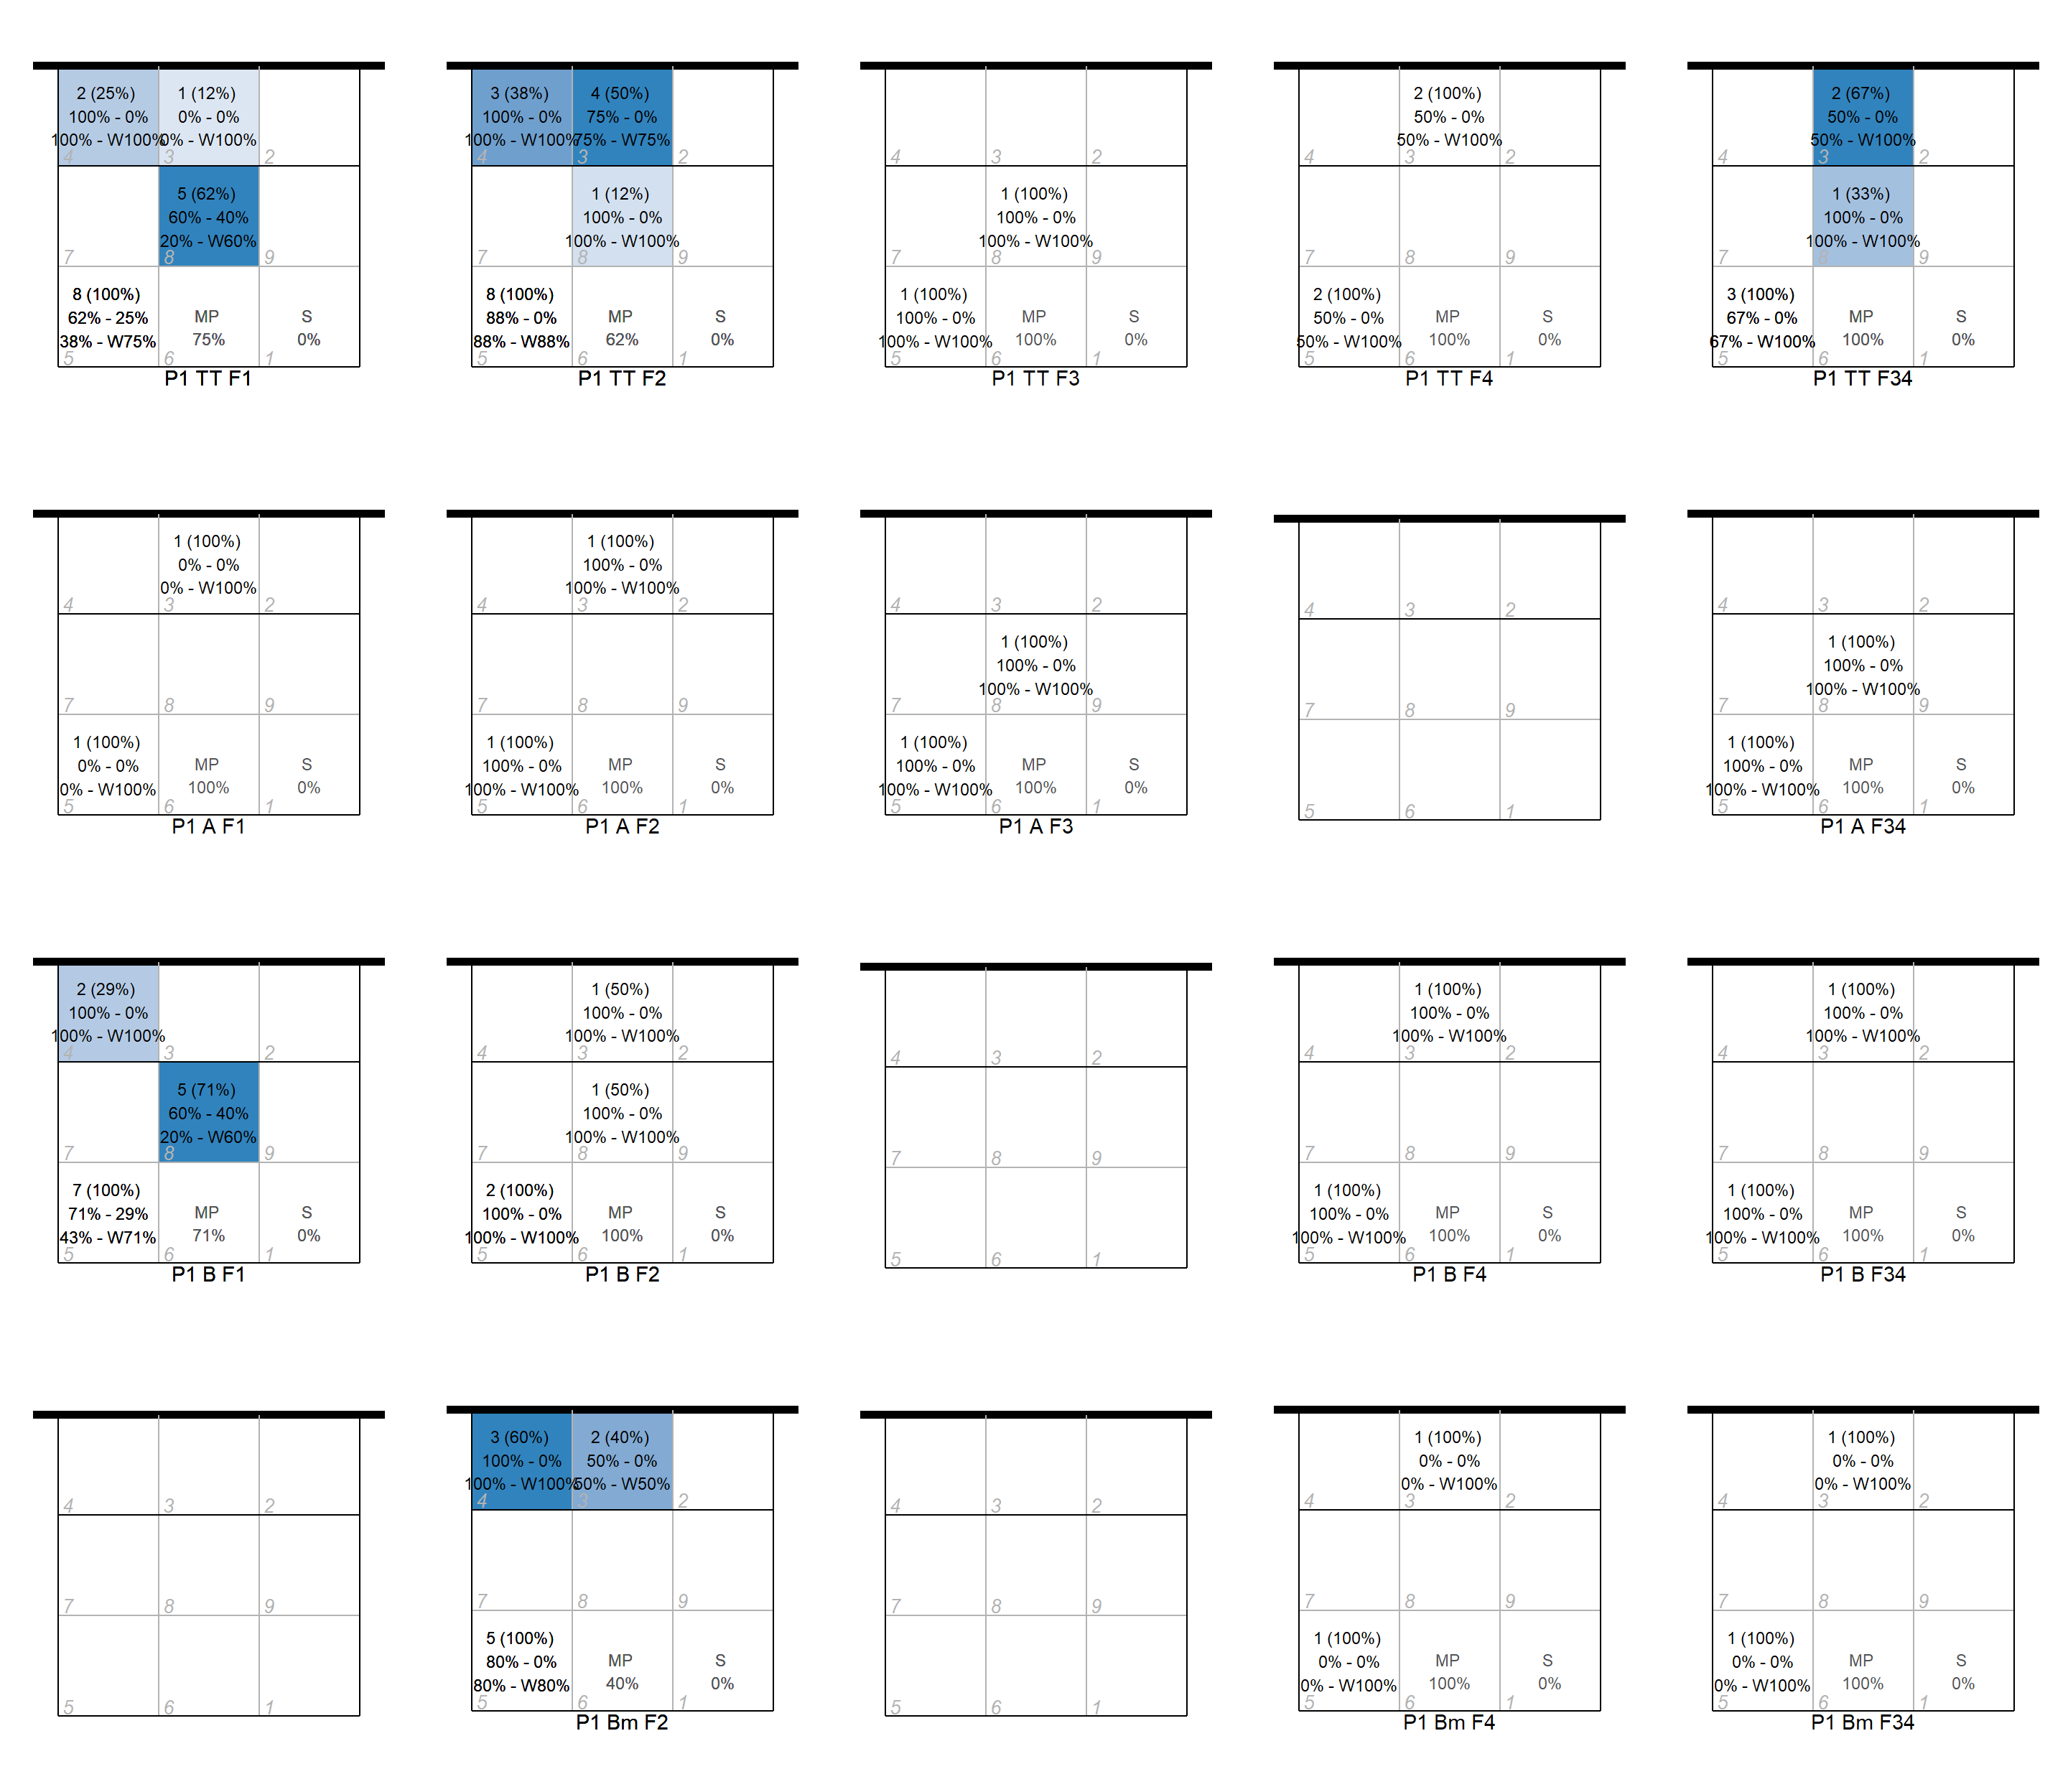 2 (25%)
100% - 0%
100% - W100%
4
1 (12%)
0% - 0%
0% - W100%
3
2
7
5 (62%)
60% - 40%
20% - W60%
8
9
8 (100%)
62% - 25%
38% - W75%
5
MP
75%
6
S
0%
1
P1 TT F1
3 (38%)
100% - 0%
100% - W100%
4
4 (50%)
75% - 0%
75% - W75%
3
2
7
1 (12%)
100% - 0%
100% - W100%
8
9
8 (100%)
88% - 0%
88% - W88%
5
MP
62%
6
S
0%
1
P1 TT F2
4
3
2
7
1 (100%)
100% - 0%
100% - W100%
8
9
1 (100%)
100% - 0%
100% - W100%
5
MP
100%
6
S
0%
1
P1 TT F3
4
2 (100%)
50% - 0%
50% - W100%
3
2
7
8
9
2 (100%)
50% - 0%
50% - W100%
5
MP
100%
6
S
0%
1
P1 TT F4
4
2 (67%)
50% - 0%
50% - W100%
3
2
7
1 (33%)
100% - 0%
100% - W100%
8
9
3 (100%)
67% - 0%
67% - W100%
5
MP
100%
6
S
0%
1
P1 TT F34
4
1 (100%)
0% - 0%
0% - W100%
3
2
7
8
9
1 (100%)
0% - 0%
0% - W100%
5
MP
100%
6
S
0%
1
P1 A F1
4
1 (100%)
100% - 0%
100% - W100%
3
2
7
8
9
1 (100%)
100% - 0%
100% - W100%
5
MP
100%
6
S
0%
1
P1 A F2
4
3
2
7
1 (100%)
100% - 0%
100% - W100%
8
9
1 (100%)
100% - 0%
100% - W100%
5
MP
100%
6
S
0%
1
P1 A F3
4
3
2
7
8
9
5
6
1
4
3
2
7
1 (100%)
100% - 0%
100% - W100%
8
9
1 (100%)
100% - 0%
100% - W100%
5
MP
100%
6
S
0%
1
P1 A F34
2 (29%)
100% - 0%
100% - W100%
4
3
2
7
5 (71%)
60% - 40%
20% - W60%
8
9
7 (100%)
71% - 29%
43% - W71%
5
MP
71%
6
S
0%
1
P1 B F1
4
1 (50%)
100% - 0%
100% - W100%
3
2
7
1 (50%)
100% - 0%
100% - W100%
8
9
2 (100%)
100% - 0%
100% - W100%
5
MP
100%
6
S
0%
1
P1 B F2
4
3
2
7
8
9
5
6
1
4
1 (100%)
100% - 0%
100% - W100%
3
2
7
8
9
1 (100%)
100% - 0%
100% - W100%
5
MP
100%
6
S
0%
1
P1 B F4
4
1 (100%)
100% - 0%
100% - W100%
3
2
7
8
9
1 (100%)
100% - 0%
100% - W100%
5
MP
100%
6
S
0%
1
P1 B F34
4
3
2
7
8
9
5
6
1
3 (60%)
100% - 0%
100% - W100%
4
2 (40%)
50% - 0%
50% - W50%
3
2
7
8
9
5 (100%)
80% - 0%
80% - W80%
5
MP
40%
6
S
0%
1
P1 Bm F2
4
3
2
7
8
9
5
6
1
4
1 (100%)
0% - 0%
0% - W100%
3
2
7
8
9
1 (100%)
0% - 0%
0% - W100%
5
MP
100%
6
S
0%
1
P1 Bm F4
4
1 (100%)
0% - 0%
0% - W100%
3
2
7
8
9
1 (100%)
0% - 0%
0% - W100%
5
MP
100%
6
S
0%
1
P1 Bm F34